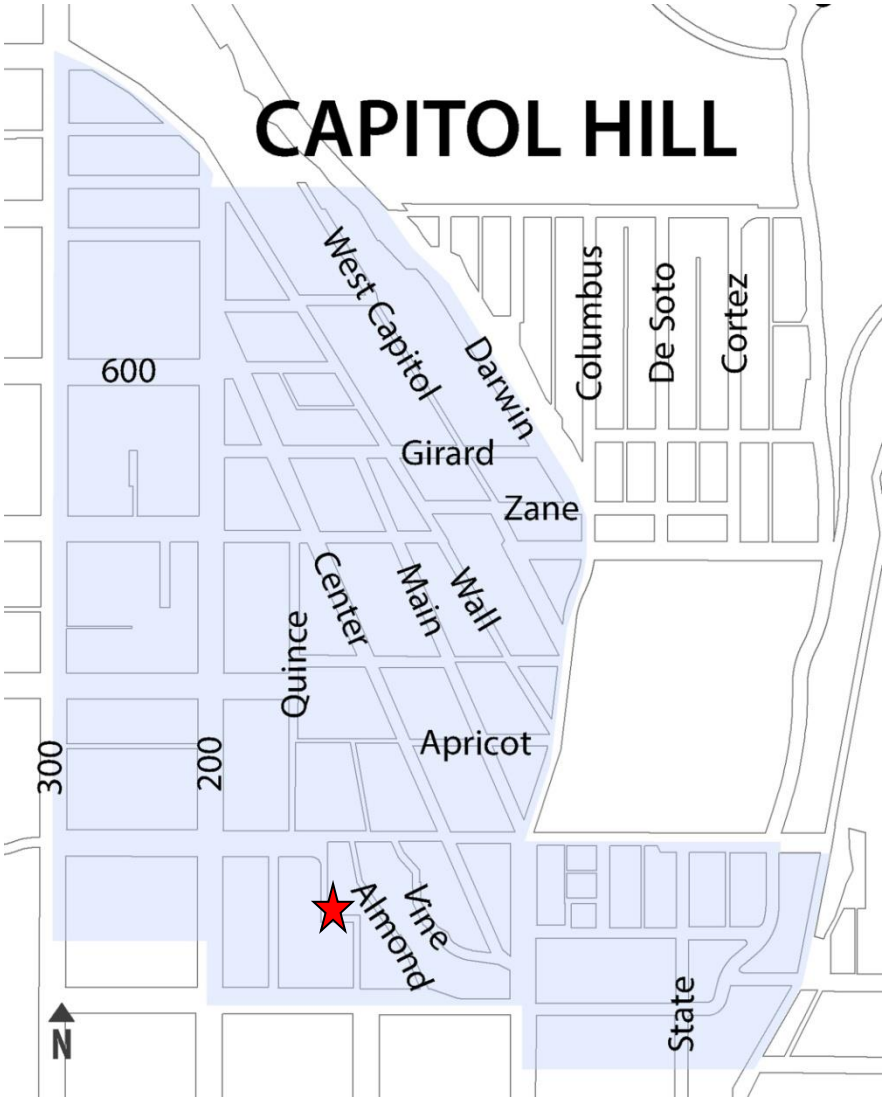 CAPITOL HILL
West Capitol
Columbus
De Soto
Cortez
Darwin
600
Girard
Zane
Center
Main
Wall
Quince
Apricot
300
200
Almond
Vine
State
N